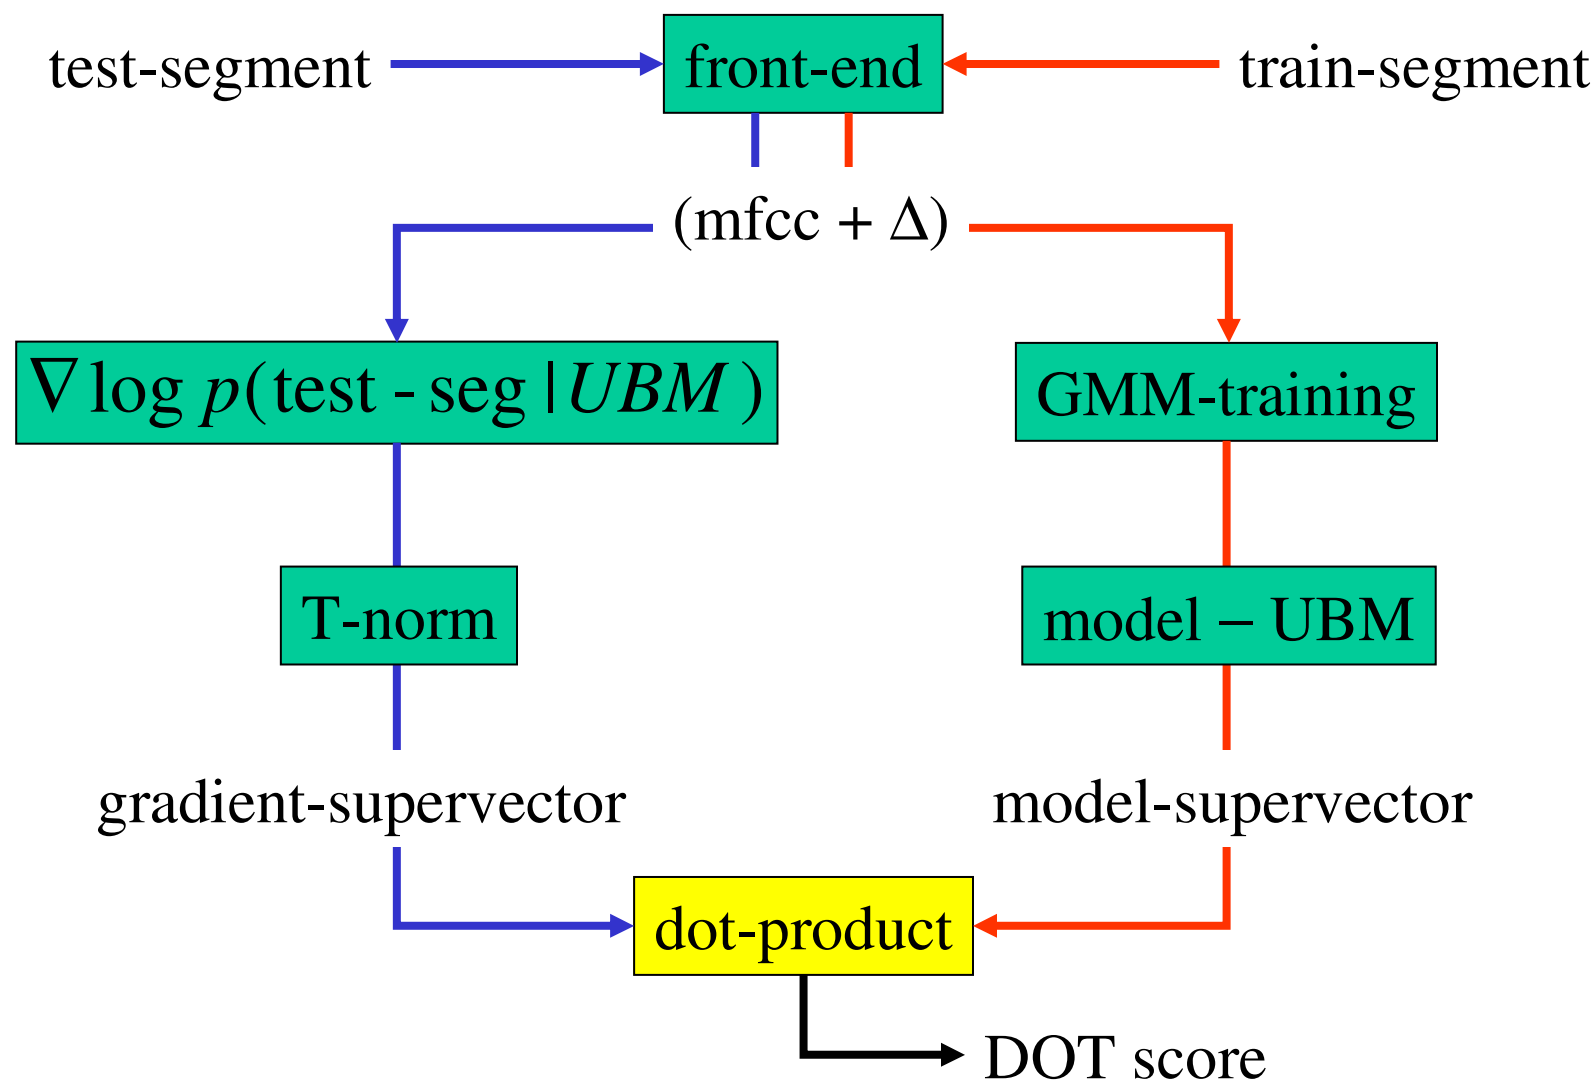 test-segment
front-end
train-segment
(mfcc + Δ)
∇ log p(test - seg | UBM)
GMM-training
T-norm
model – UBM
gradient-supervector
model-supervector
dot-product
DOT score